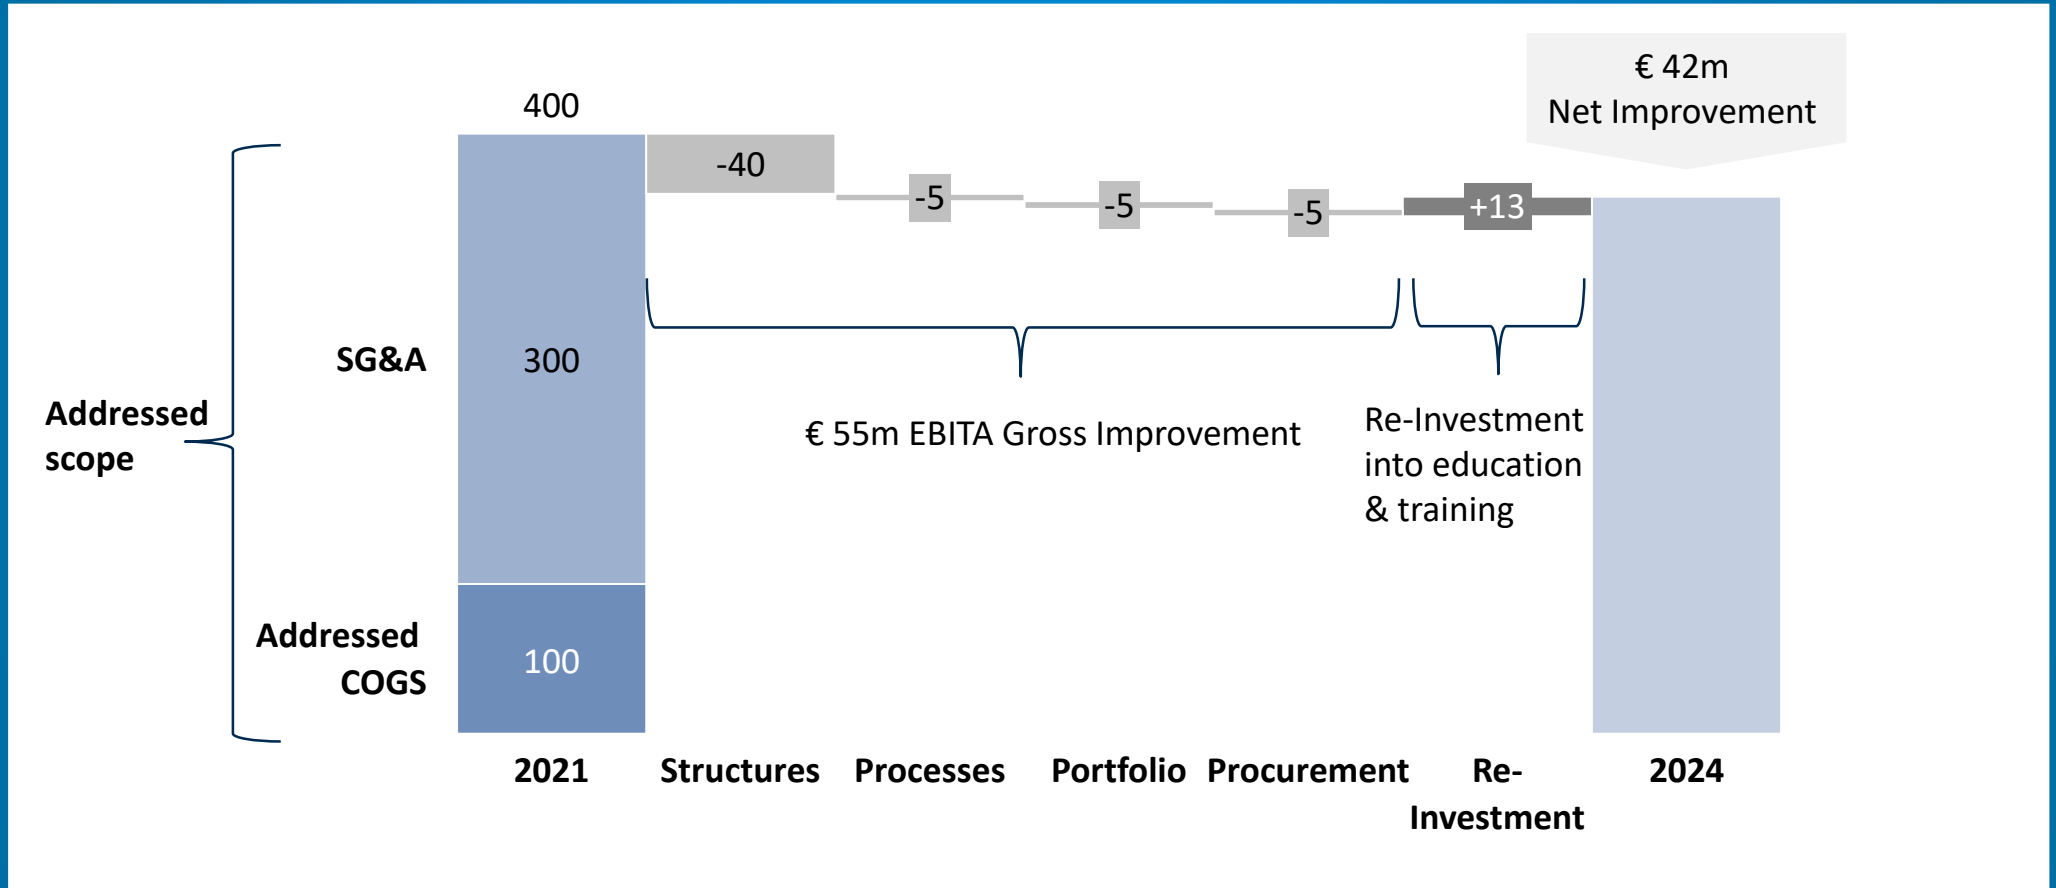 € 42m
Net Improvement
400
-40
-5
-5
-5
+13
SG&A
300
Addressed
scope
€ 55m EBITA Gross Improvement
Re-Investment
into education
& training
Addressed
COGS
100
2021
Structures
Processes
Portfolio
Procurement
Re-
Investment
2024